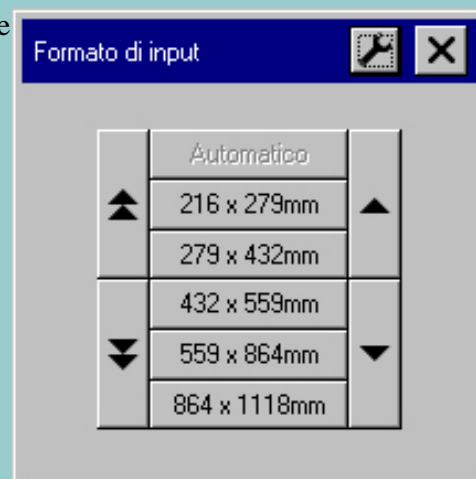 e
Formato di input
Automatico
216 x 279mm
279 x 432mm
432 x 559mm
559 x 864mm
864 x 1118mm